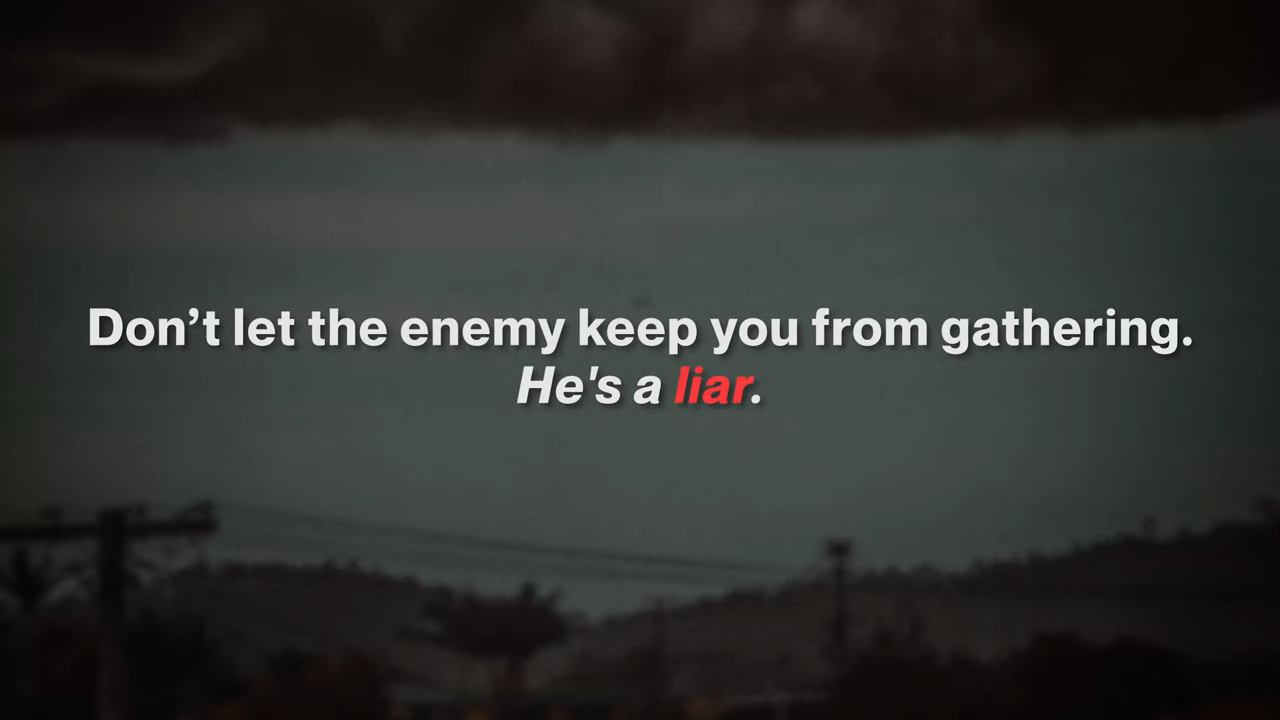 Don’t let the enemy keep you from gathering.
He's a liar.